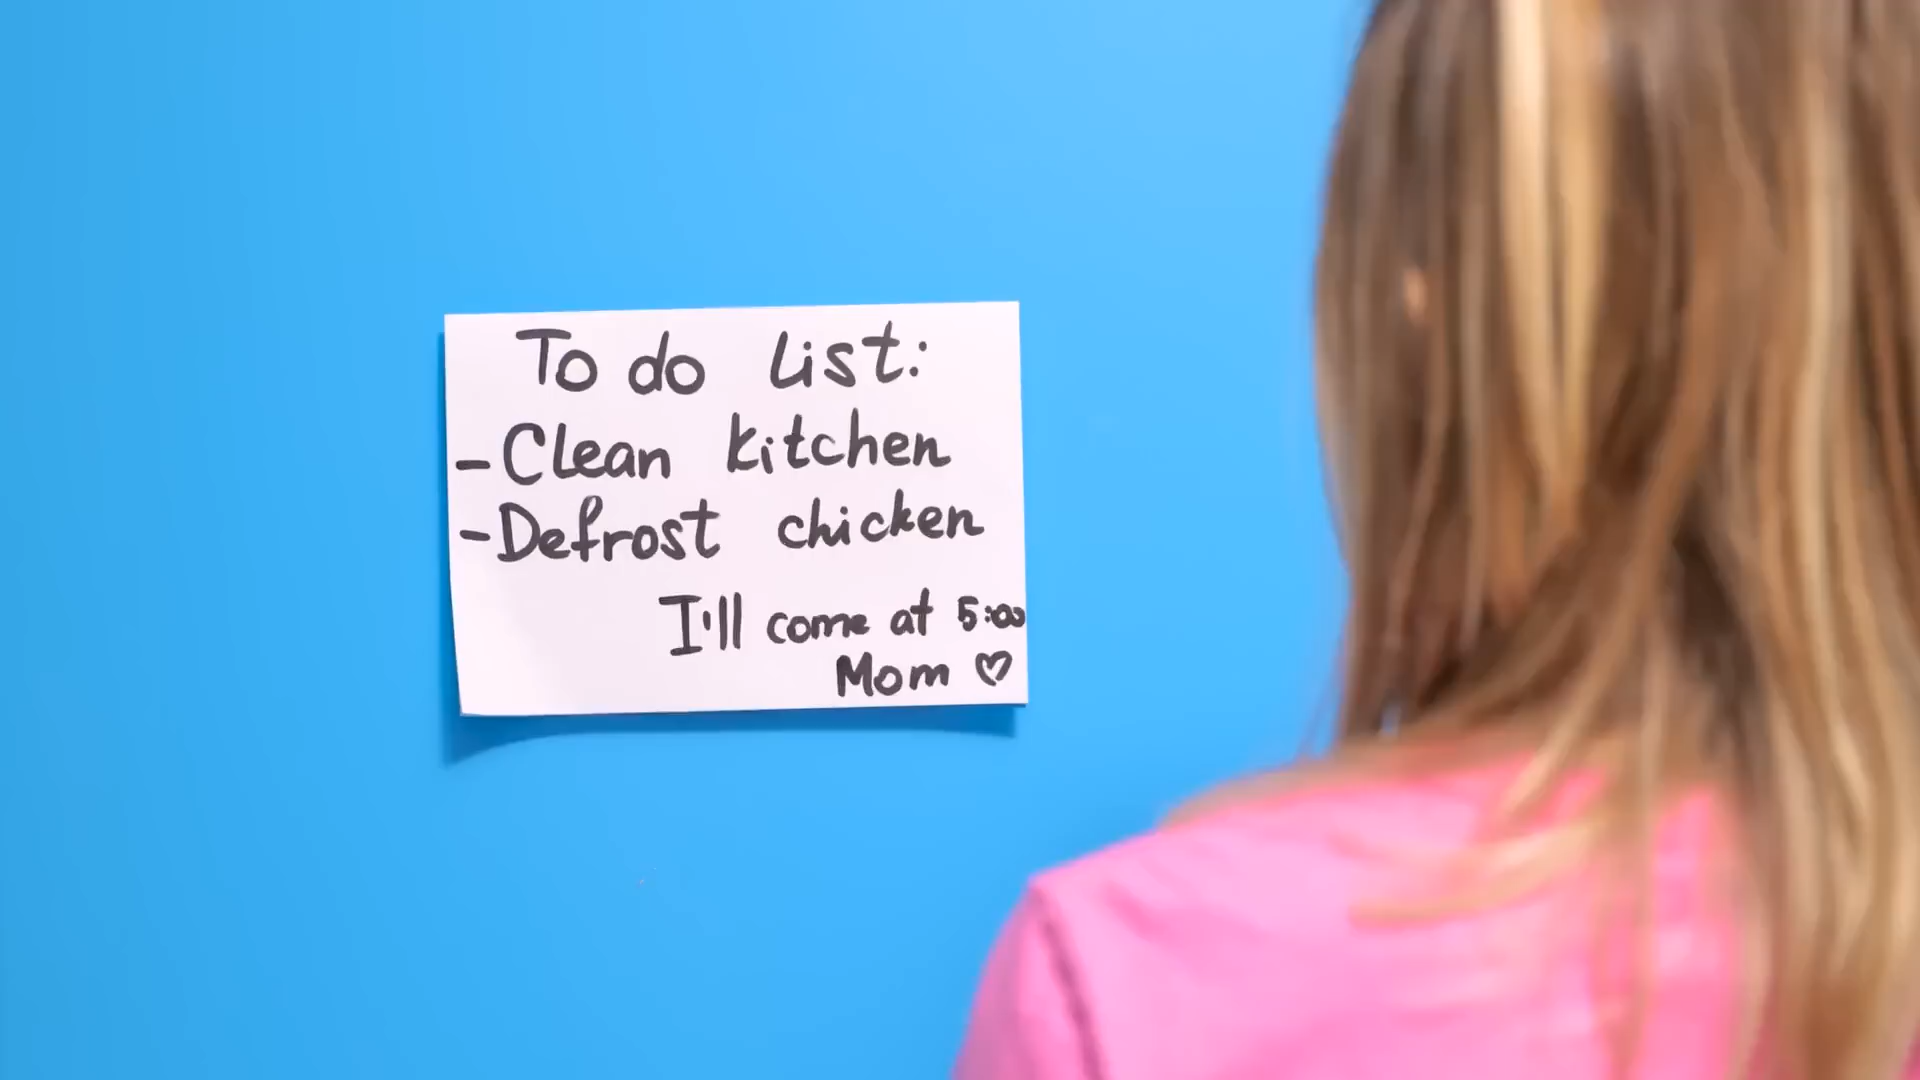 To do list:
- Clean kitchen
- Defrost chicken
I'll come at 5:00
Mom ♡